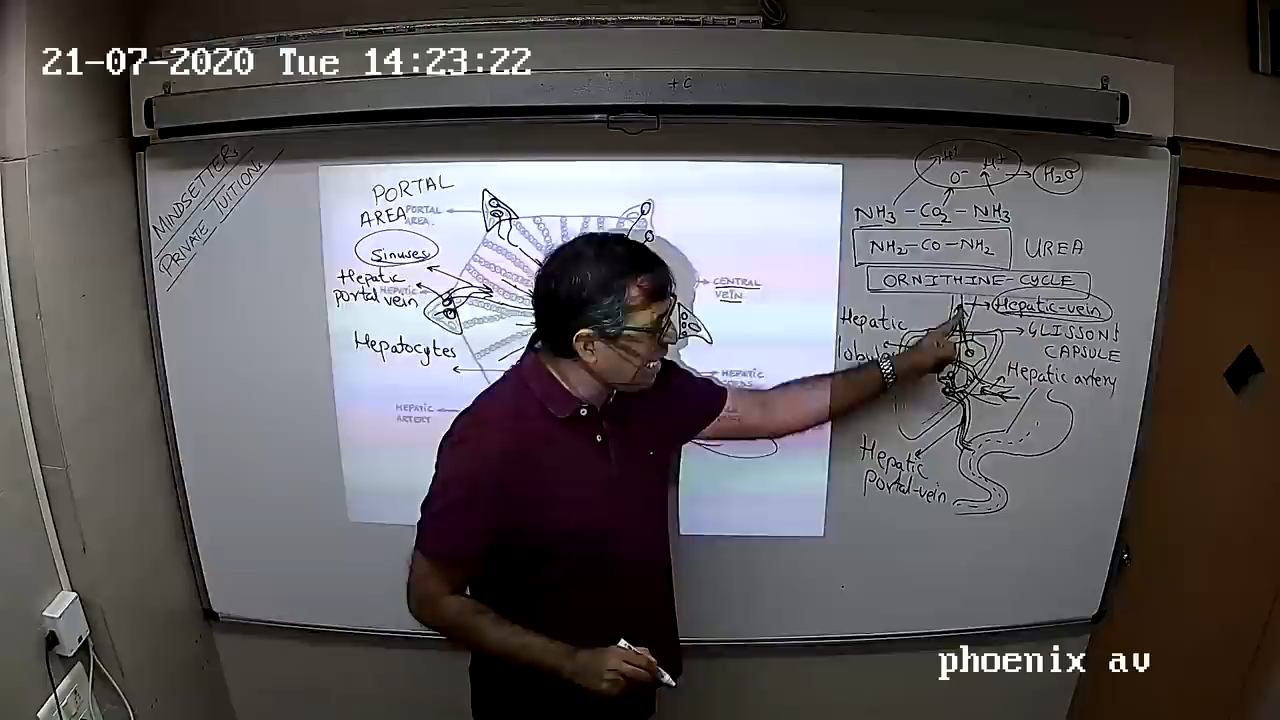 21-07-2020 Tue 14:23:22
+C
MINDSETTERS
PRIVATE TUITIONS
PORTAL
AREA
PORTAL
AREA
Sinuses
Hepatic
portal vein
HEPATIC
Hepatocytes
HEPATIC
ARTERY
CENTRAL
VEIN
HEPATIC
H+ H+
O-
H2O
NH3 - CO2 - NH3
NH2 - CO - NH2 UREA
ORNITHINE-CYCLE
Hepatic-vein
Hepatic
GLISSON'S
CAPSULE
Hepatic artery
Hepatic
Portal-vein
phoenix av